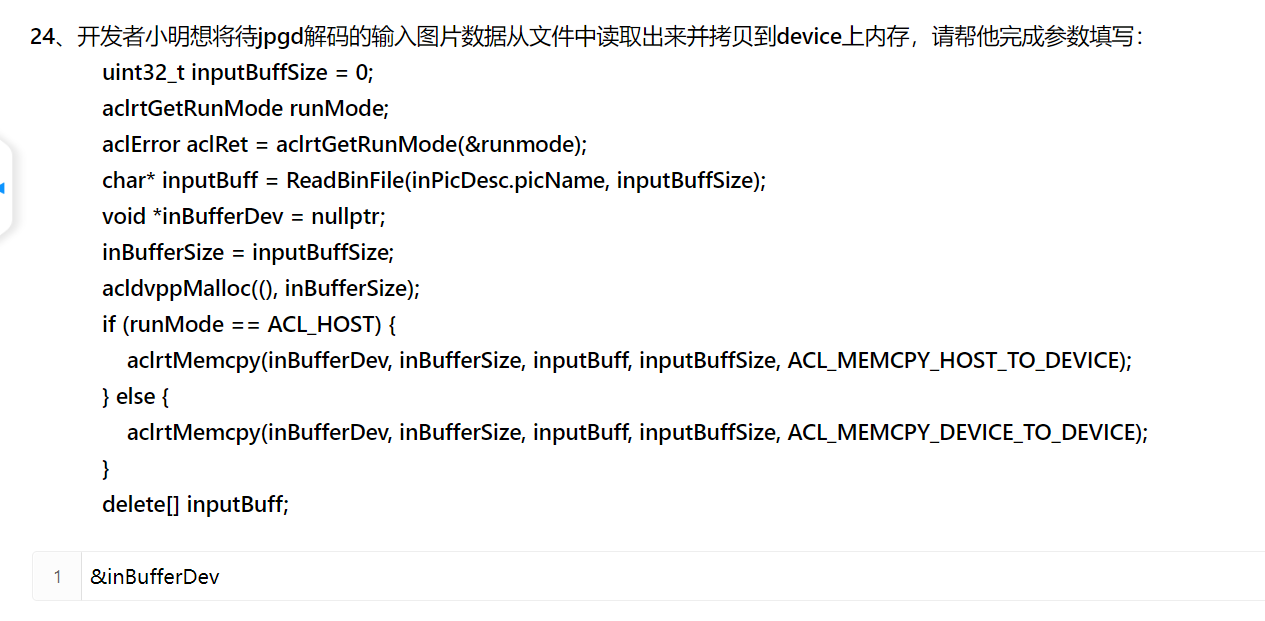 24、开发者小明想将待jpgd解码的输入图片数据从文件中读取出来并拷贝到device上内存，请帮他完成参数填写：
uint32_t inputBuffSize = 0;
aclrtGetRunMode runMode;
aclError aclRet = aclrtGetRunMode(&runmode);
char* inputBuff = ReadBinFile(inPicDesc.picName, inputBuffSize);
void *inBufferDev = nullptr;
inBufferSize = inputBuffSize;
acldvppMalloc((), inBufferSize);
if (runMode == ACL_HOST) {
aclrtMemcpy(inBufferDev, inBufferSize, inputBuff, inputBuffSize, ACL_MEMCPY_HOST_TO_DEVICE);
} else {
aclrtMemcpy(inBufferDev, inBufferSize, inputBuff, inputBuffSize, ACL_MEMCPY_DEVICE_TO_DEVICE);
}
delete[] inputBuff;
1 &inBufferDev